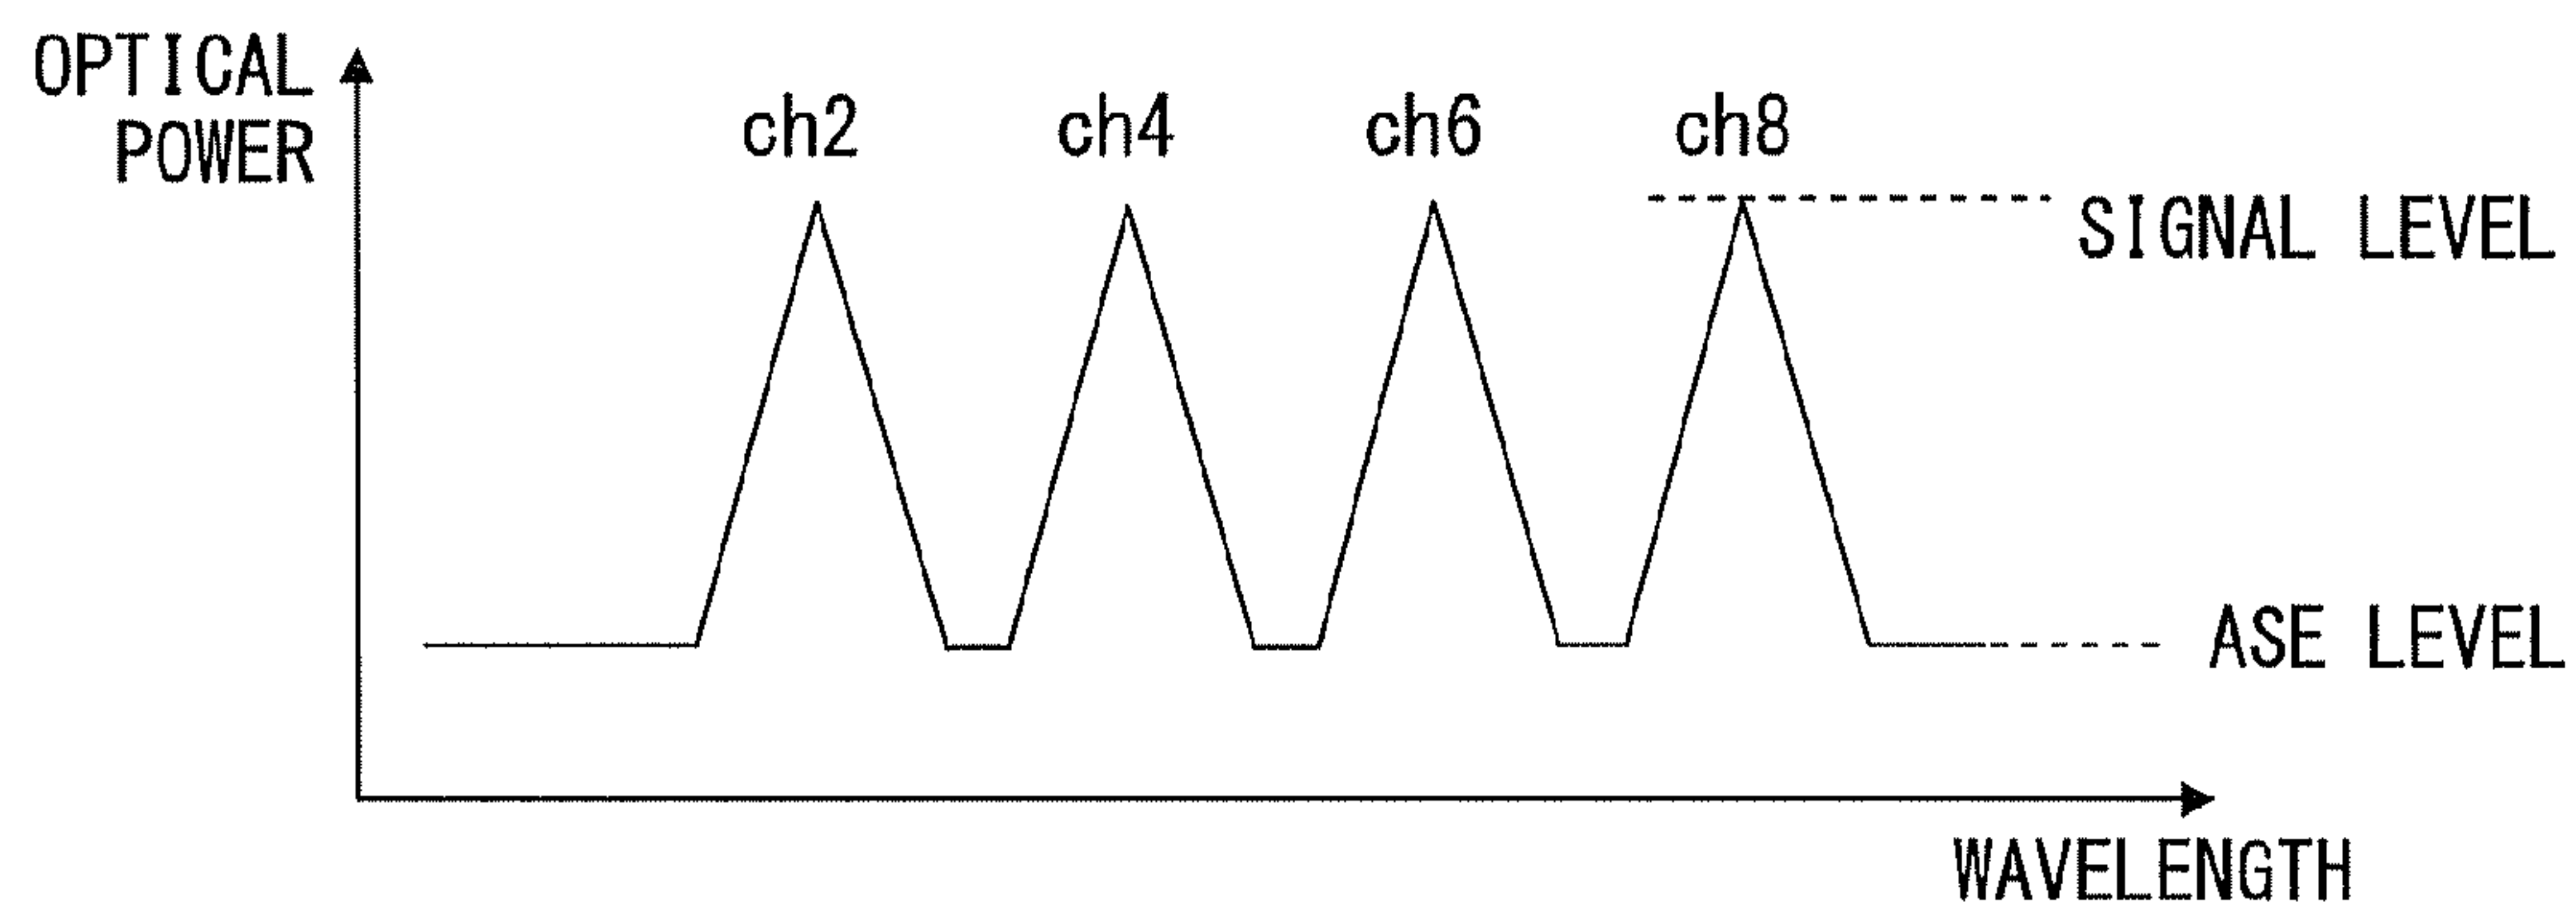 OPTICAL
POWER
ch2
ch4
ch6
ch8
SIGNAL LEVEL
ASE LEVEL
WAVELENGTH